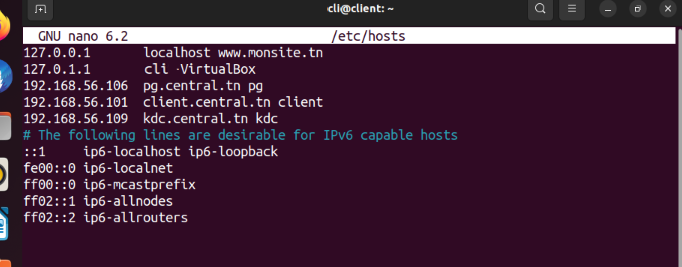 cli@client: ~
GNU nano 6.2 /etc/hosts
127.0.0.1 localhost www.monsite.tn
127.0.1.1 cli -VirtualBox
192.168.56.106 pg.central.tn pg
192.168.56.101 client.central.tn client
192.168.56.109 kdc.central.tn kdc
# The following lines are desirable for IPv6 capable hosts
::1 ip6-localhost ip6-loopback
fe00::0 ip6-localnet
ff00::0 ip6-mcastprefix
ff02::1 ip6-allnodes
ff02::2 ip6-allrouters